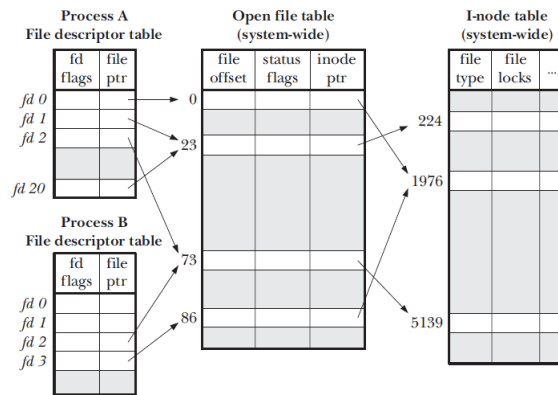 Process A
File descriptor table
fd
flags
file
ptr
fd 0
fd 1
fd 2
fd 20
Process B
File descriptor table
fd
flags
file
ptr
fd 0
fd 1
fd 2
fd 3
Open file table
(system-wide)
file
offset
status
flags
inode
ptr
0
23
73
86
I-node table
(system-wide)
file
type
file
locks
...
224
1976
5139